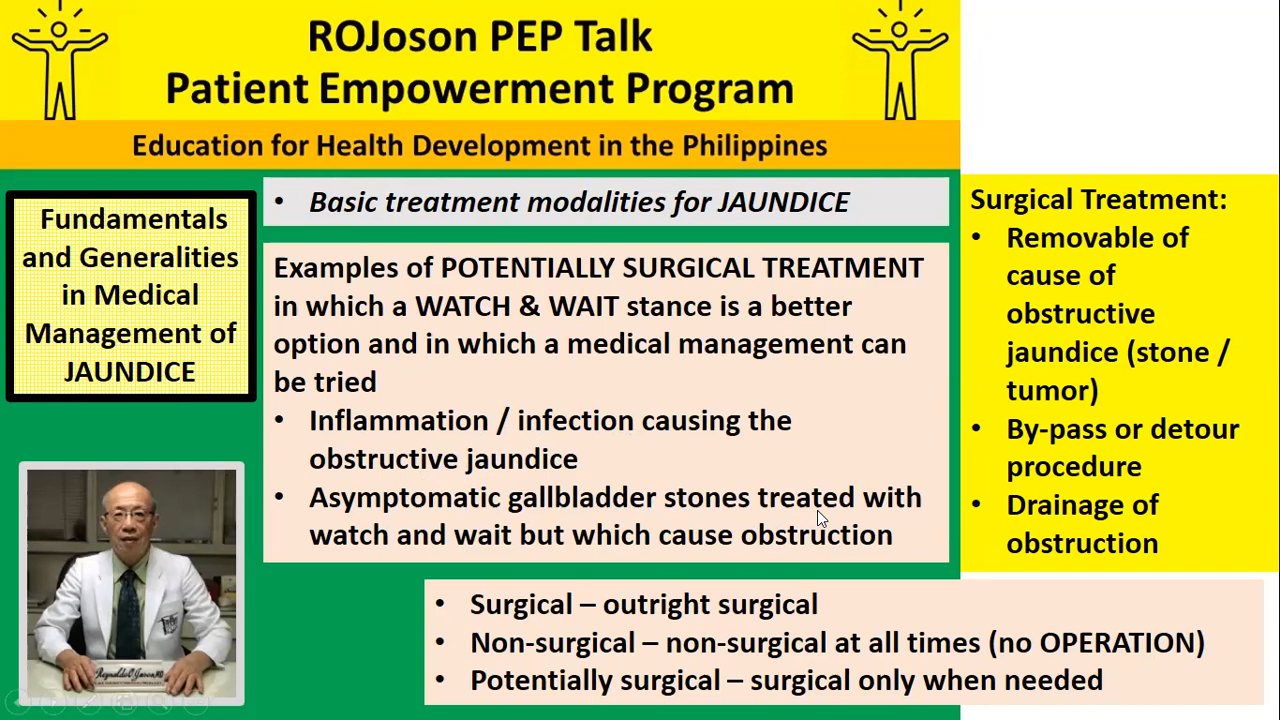 ROJoson PEP Talk
Patient Empowerment Program
Education for Health Development in the Philippines
Fundamentals
and Generalities
in Medical
Management of
JAUNDICE
• Basic treatment modalities for JAUNDICE
Examples of POTENTIALLY SURGICAL TREATMENT
in which a WATCH & WAIT stance is a better
option and in which a medical management can
be tried
• Inflammation / infection causing the
obstructive jaundice
• Asymptomatic gallbladder stones treated with
watch and wait but which cause obstruction
Surgical Treatment:
• Removable of
cause of
obstructive
jaundice (stone /
tumor)
• By-pass or detour
procedure
• Drainage of
obstruction
• Surgical – outright surgical
• Non-surgical – non-surgical at all times (no OPERATION)
• Potentially surgical – surgical only when needed